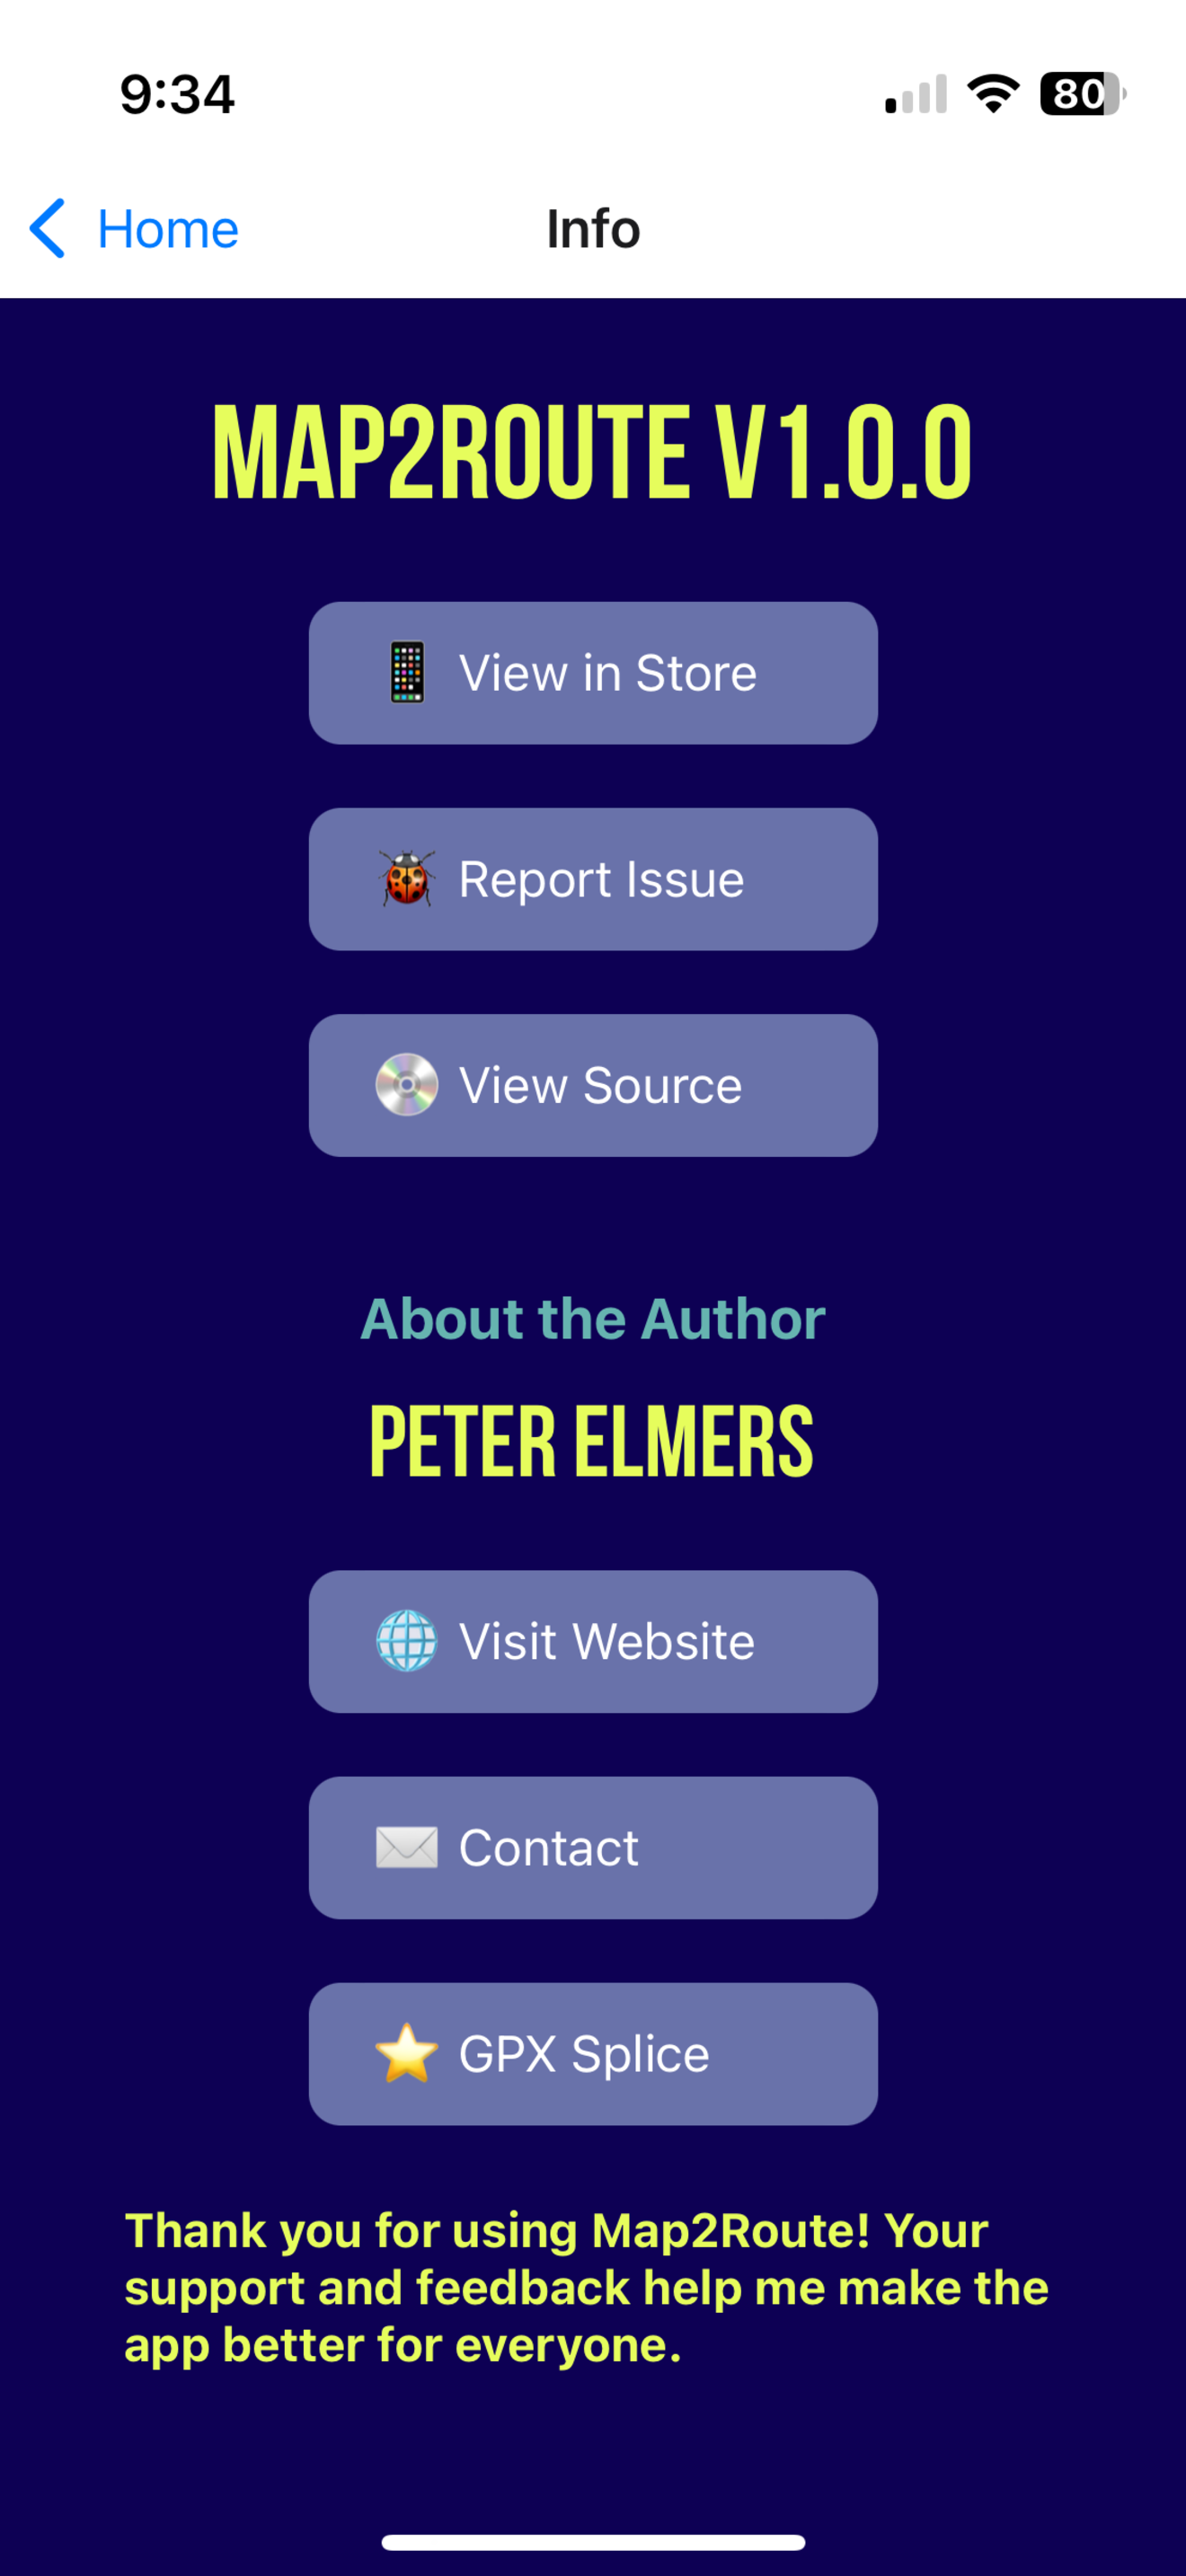 9:34
80
Home
Info
MAP2ROUTE V1.0.0
View in Store
Report Issue
View Source
About the Author
PETER ELMERS
Visit Website
Contact
GPX Splice
Thank you for using Map2Route! Your
support and feedback help me make the
app better for everyone.